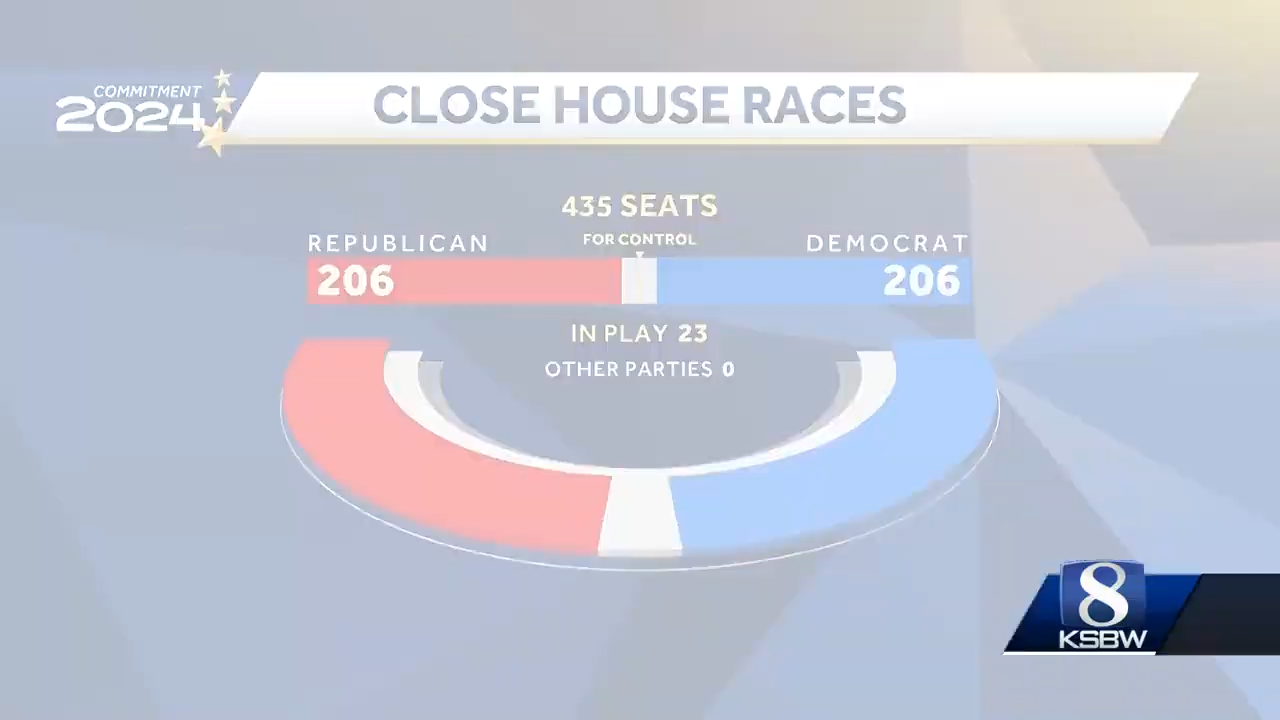 COMMITMENT
2024
CLOSE HOUSE RACES
435 SEATS
FOR CONTROL
REPUBLICAN
DEMOCRAT
206
206
IN PLAY 23
OTHER PARTIES 0
8
KSBW